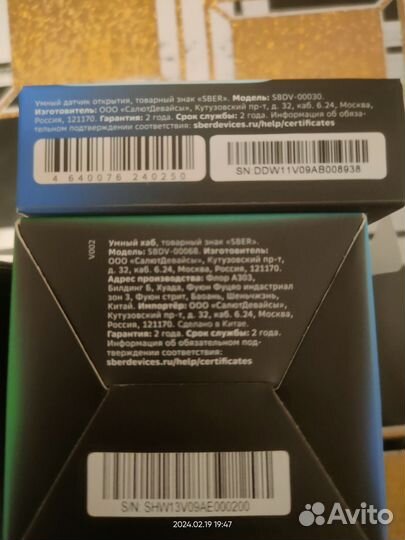 Умный датчик открытия, товарный знак «SBER». Модель: SBDV-00030.
Изготовитель: ООО «СалютДевайсы», Кутузовский пр-т, д. 32, каб. 6.24, Москва,
Россия, 121170. Гарантия: 2 года. Срок службы: 2 года. Информация об обяза-
тельном подтверждении соответствия: sberdevices.ru/help/certificates
4 640076 240250
SN:DDW11V09AB008938
V002
Умный хаб, товарный знак «SBER».
Модель: SBDV-00068. Изготовитель:
ООО «СалютДевайсы», Кутузовский пр-т,
д. 32, каб. 6.24, Москва, Россия, 121170.
Адрес производства: Флор А303,
Билдинг Б, Хуада, Фуюн Фуцяо индастриал
зон 3, Фуюн стрит, Баоань, Шеньчжэнь,
Китай. Импортёр: ООО «СалютДевайсы»,
Кутузовский пр-т, д. 32, каб. 6.24, Москва,
Россия, 121170. Сделано в Китае.
Гарантия: 2 года. Срок службы: 2 года.
Информация об обязательном под-
тверждении соответствия:
sberdevices.ru/help/certificates
S/N: SHW13V09AE000200
2024.02.19 19:47
Avito